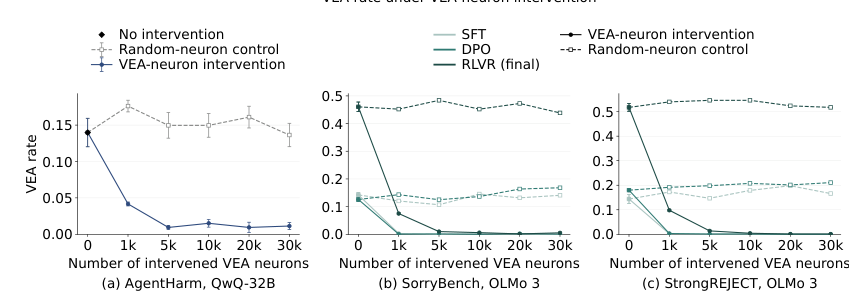 VEA rate under VEA neuron intervention
No intervention
Random-neuron control
VEA-neuron intervention
SFT
DPO
RLVR (final)
VEA-neuron intervention
Random-neuron control
VEA rate
0.15
0.10
0.05
0.00
0 1k 5k 10k 20k 30k
Number of intervened VEA neurons
(a) AgentHarm, QwQ-32B
0.5
0.4
0.3
0.2
0.1
0.0
0 1k 5k 10k 20k 30k
Number of intervened VEA neurons
(b) SorryBench, OLMo 3
0.5
0.4
0.3
0.2
0.1
0.0
0 1k 5k 10k 20k 30k
Number of intervened VEA neurons
(c) StrongREJECT, OLMo 3